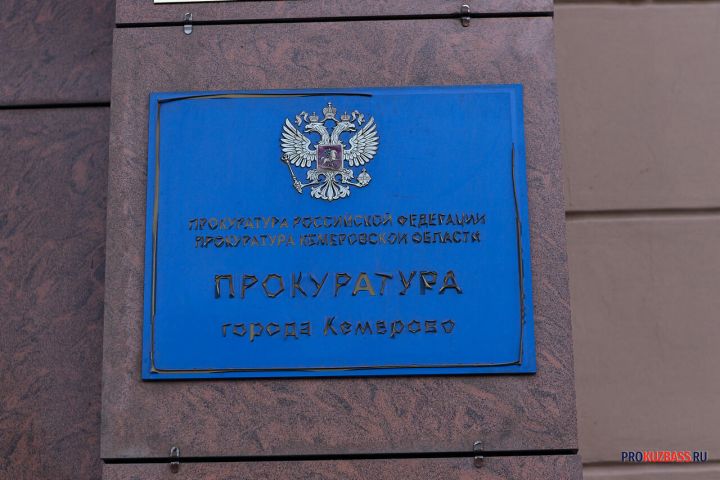 ПРОКУРАТУРА РОССИЙСКОЙ ФЕДЕРАЦИИ
ПРОКУРАТУРА КЕМЕРОВСКОЙ ОБЛАСТИ
ПРОКУРАТУРА
города Кемерово
PROKUZBASS.RU